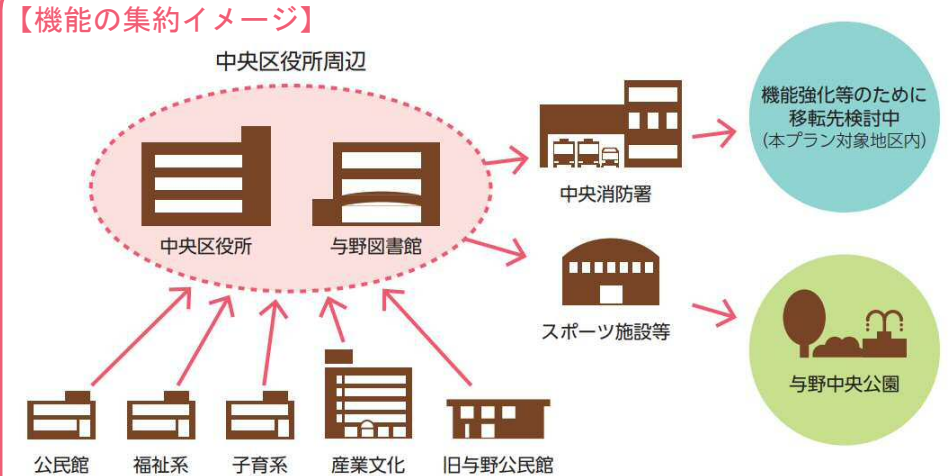 【機能の集約イメージ】
中央区役所周辺
機能強化等のために
移転先検討中
(本プラン対象地区内)
中央消防署
中央区役所
与野図書館
スポーツ施設等
与野中央公園
公民館
福祉系
子育系
産業文化
旧与野公民館